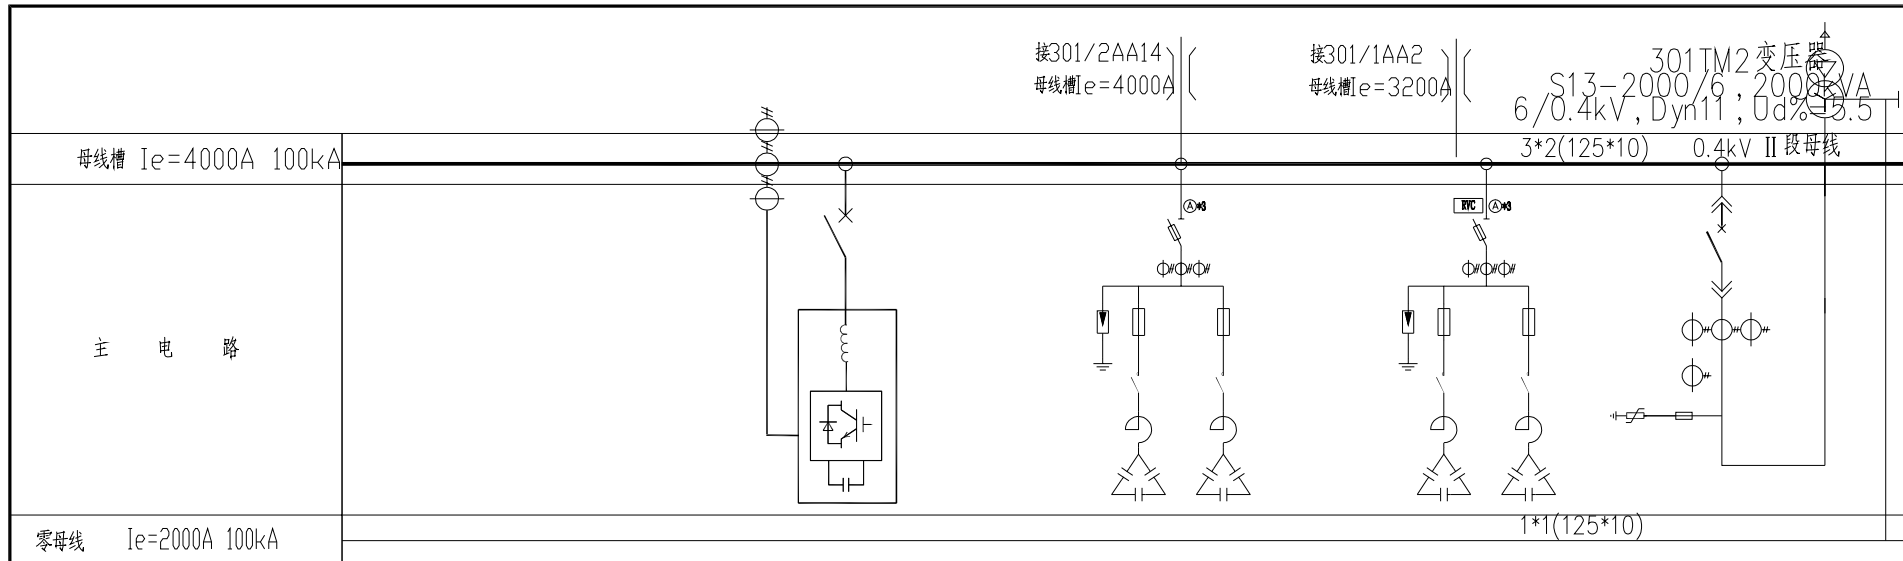 接301/2AA14
母线槽Ie=4000A
接301/1AA2
母线槽Ie=3200A
301TM2变压器
S13-2000/6,2000kVA
6/0.4kV,Dyn11,Ud%=5.5
母线槽 Ie=4000A 100kA
3*2(125*10) 0.4kV II段母线
A*3
RVC A*3
主 电 路
零母线 Ie=2000A 100kA
1*1(125*10)